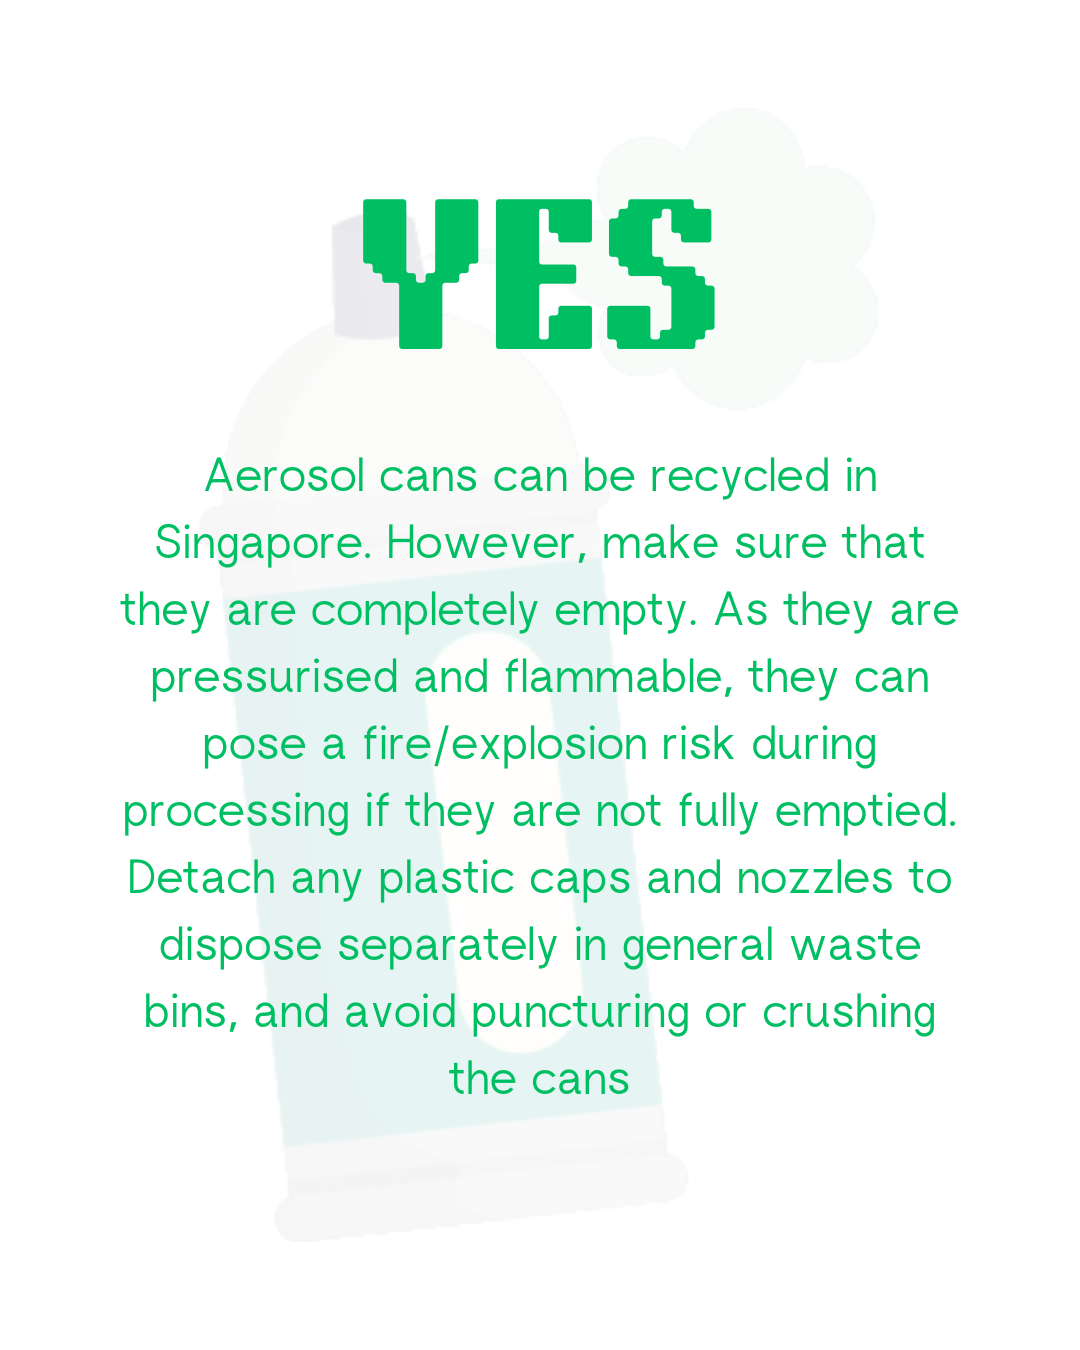 YES
Aerosol cans can be recycled in
Singapore. However, make sure that
they are completely empty. As they are
pressurised and flammable, they can
pose a fire/explosion risk during
processing if they are not fully emptied.
Detach any plastic caps and nozzles to
dispose separately in general waste
bins, and avoid puncturing or crushing
the cans